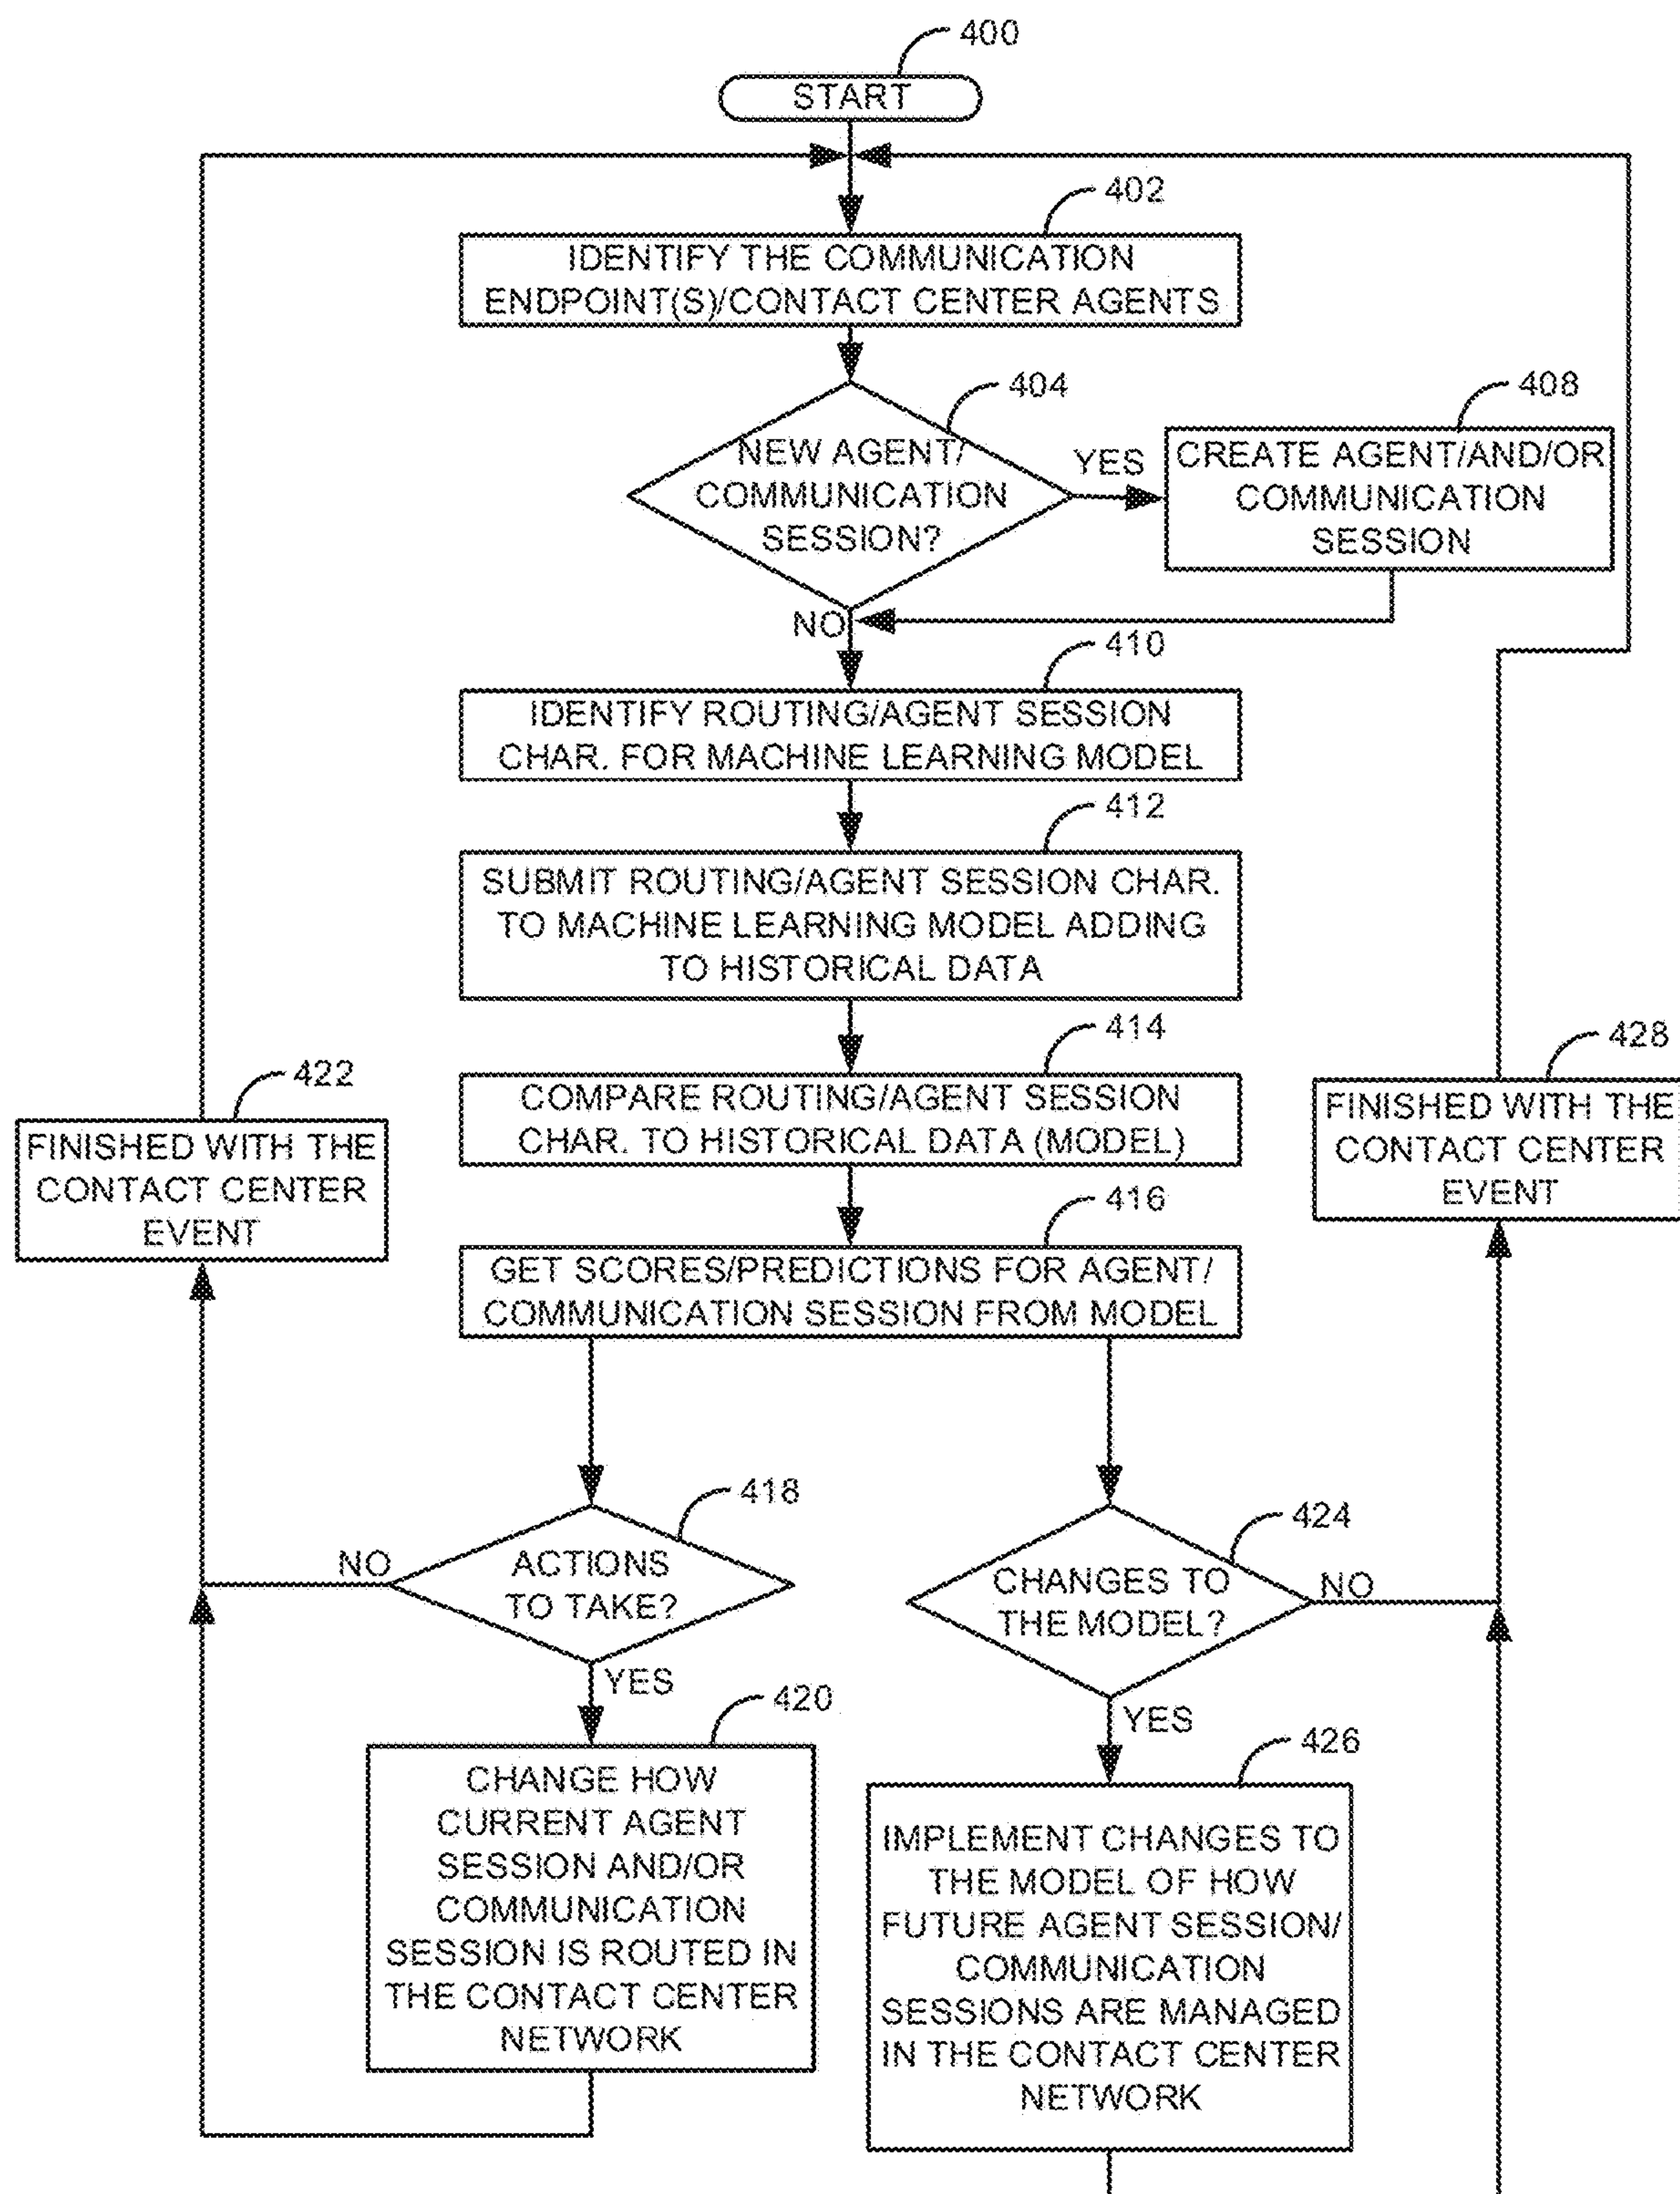 400
START
402
IDENTIFY THE COMMUNICATION
ENDPOINT(S)/CONTACT CENTER AGENTS
404
NEW AGENT/
COMMUNICATION
SESSION?
YES
408
CREATE AGENT/AND/OR
COMMUNICATION
SESSION
NO
410
IDENTIFY ROUTING/AGENT SESSION
CHAR. FOR MACHINE LEARNING MODEL
412
SUBMIT ROUTING/AGENT SESSION CHAR.
TO MACHINE LEARNING MODEL ADDING
TO HISTORICAL DATA
414
COMPARE ROUTING/AGENT SESSION
CHAR. TO HISTORICAL DATA (MODEL)
416
GET SCORES/PREDICTIONS FOR AGENT/
COMMUNICATION SESSION FROM MODEL
422
FINISHED WITH THE
CONTACT CENTER
EVENT
428
FINISHED WITH THE
CONTACT CENTER
EVENT
418
ACTIONS
TO TAKE?
NO
YES
420
CHANGE HOW
CURRENT AGENT
SESSION AND/OR
COMMUNICATION
SESSION IS ROUTED IN
THE CONTACT CENTER
NETWORK
424
CHANGES TO
THE MODEL?
NO
YES
426
IMPLEMENT CHANGES TO
THE MODEL OF HOW
FUTURE AGENT SESSION/
COMMUNICATION
SESSIONS ARE MANAGED
IN THE CONTACT CENTER
NETWORK